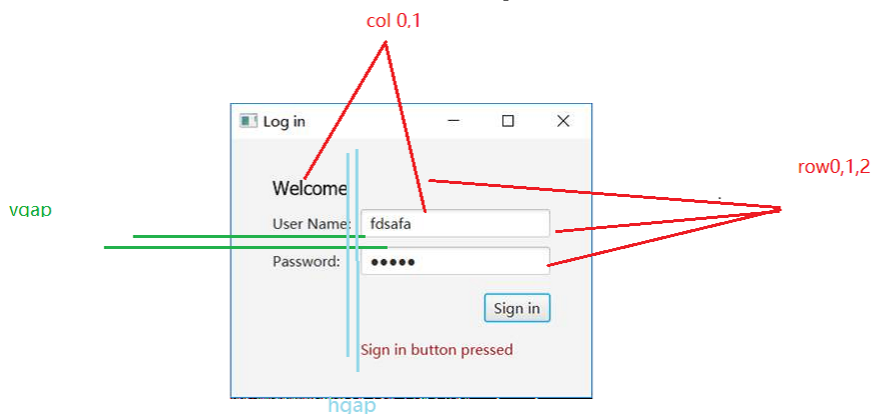 col 0,1
Log in
row0,1,2
Welcome
vgap
User Name: fdsafa
Password: ●●●●●
Sign in
Sign in button pressed
hgap